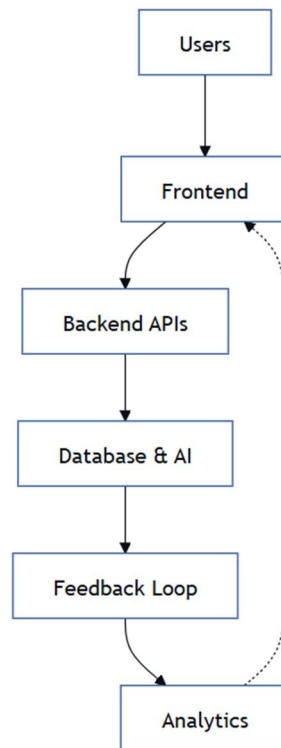 Users
Frontend
Backend APIs
Database & AI
Feedback Loop
Analytics